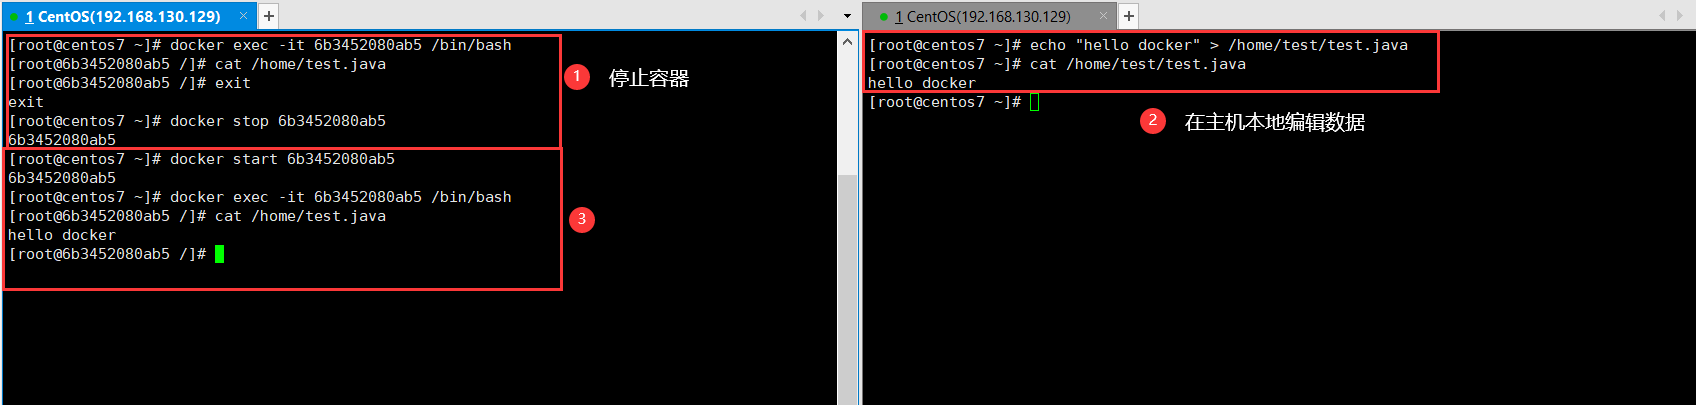 1 CentOS(192.168.130.129)
[root@centos7 ~]# docker exec -it 6b3452080ab5 /bin/bash
[root@6b3452080ab5 /]# cat /home/test.java
[root@6b3452080ab5 /]# exit
exit
[root@centos7 ~]# docker stop 6b3452080ab5
6b3452080ab5
1 停止容器
[root@centos7 ~]# docker start 6b3452080ab5
6b3452080ab5
[root@centos7 ~]# docker exec -it 6b3452080ab5 /bin/bash
[root@6b3452080ab5 /]# cat /home/test.java
hello docker
[root@6b3452080ab5 /]#
3
1 CentOS(192.168.130.129)
[root@centos7 ~]# echo "hello docker" > /home/test/test.java
[root@centos7 ~]# cat /home/test/test.java
hello docker
[root@centos7 ~]#
2 在主机本地编辑数据